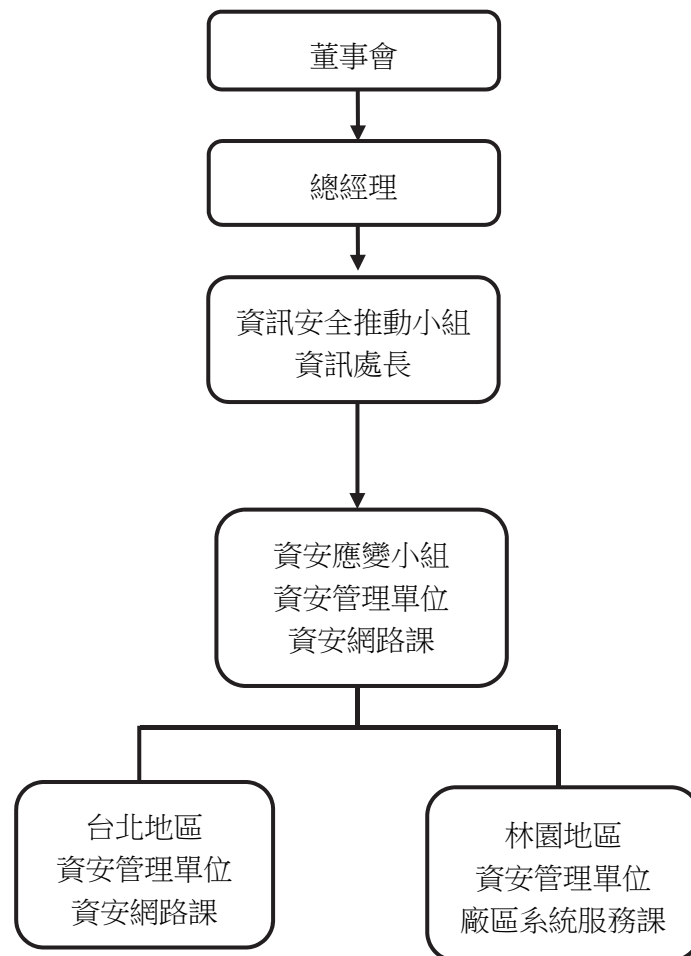 董事會
總經理
資訊安全推動小組
資訊處長
資安應變小組
資安管理單位
資安網路課
台北地區
資安管理單位
資安網路課
林園地區
資安管理單位
廠區系統服務課